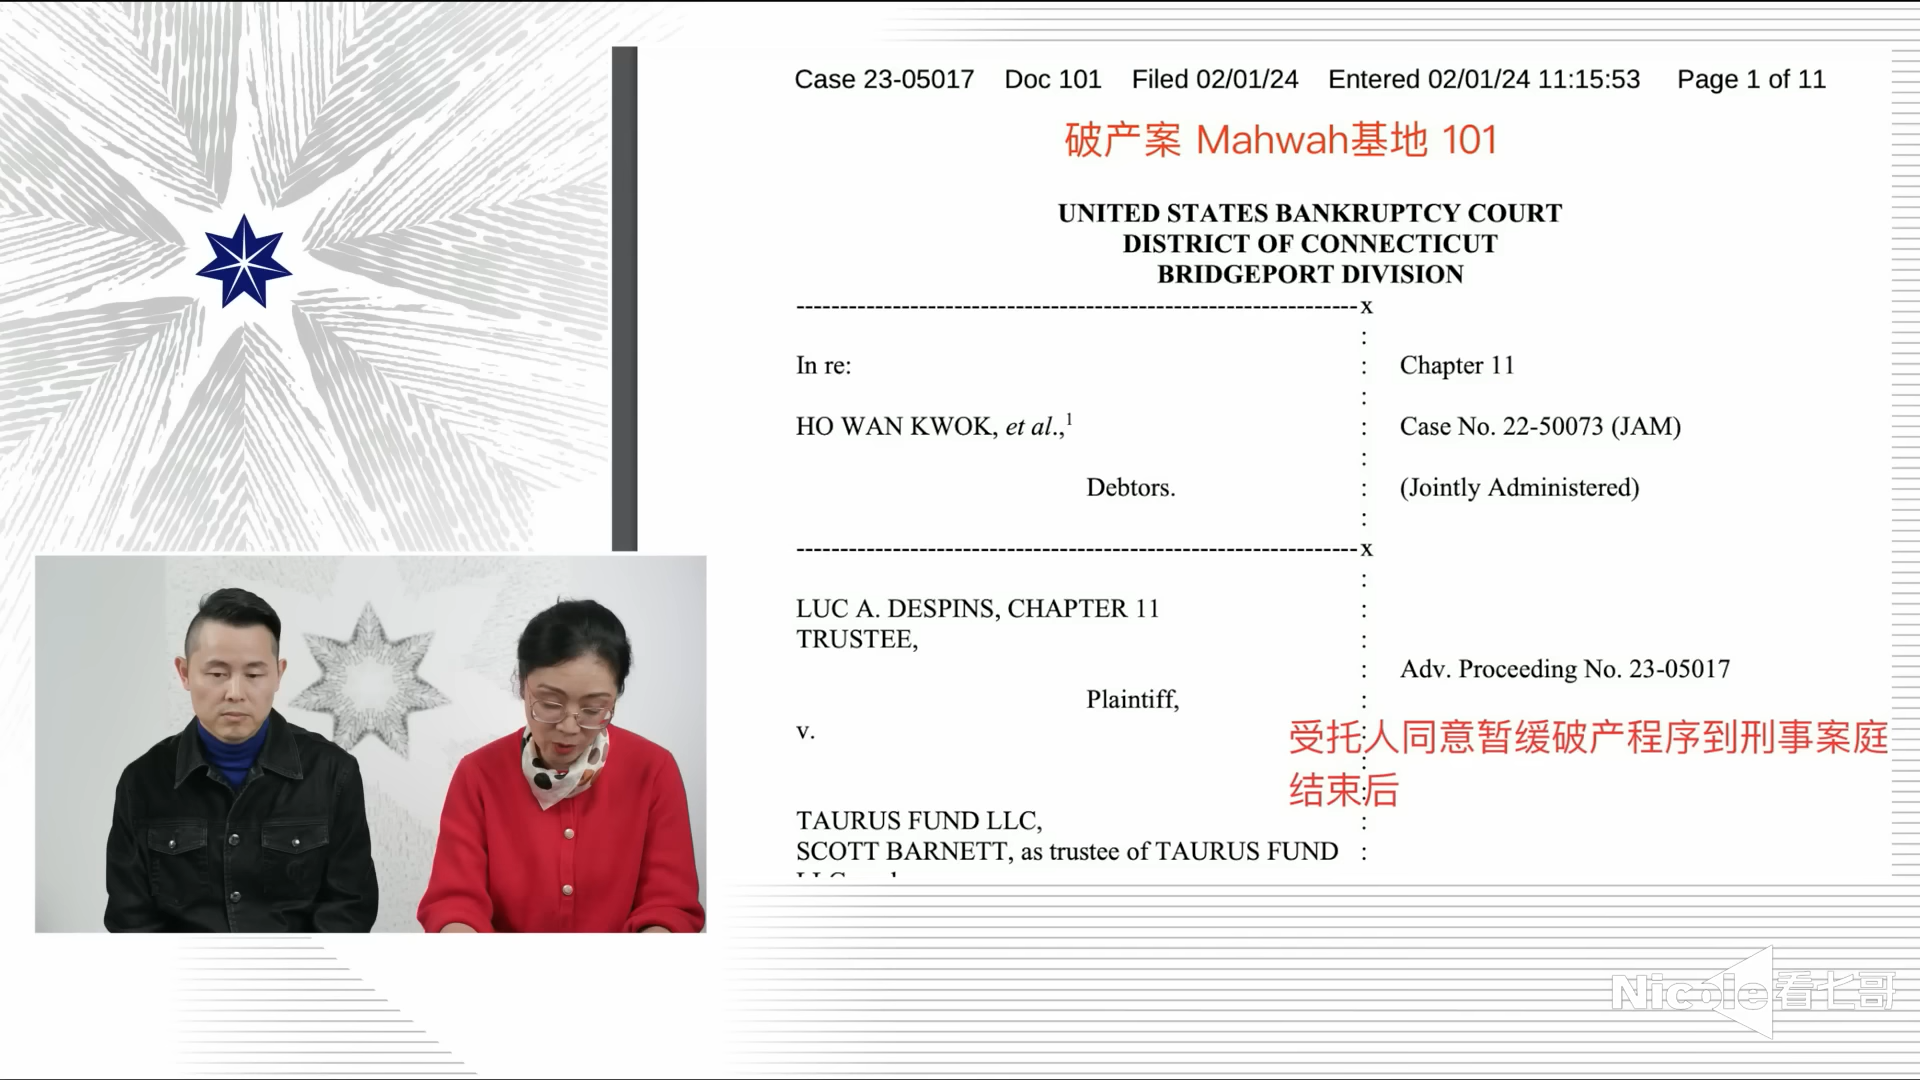 Case 23-05017 Doc 101 Filed 02/01/24 Entered 02/01/24 11:15:53 Page 1 of 11
破产案 Mahwah基地 101
UNITED STATES BANKRUPTCY COURT
DISTRICT OF CONNECTICUT
BRIDGEPORT DIVISION
----------------------------------------------------------------x
:
In re: : Chapter 11
:
HO WAN KWOK, et al.,1 : Case No. 22-50073 (JAM)
:
Debtors. : (Jointly Administered)
:
----------------------------------------------------------------x
:
LUC A. DESPINS, CHAPTER 11 :
TRUSTEE, :
: Adv. Proceeding No. 23-05017
Plaintiff, :
v. :
受托人同意暂缓破产程序到刑事案庭
结束后
TAURUS FUND LLC, :
SCOTT BARNETT, as trustee of TAURUS FUND :
Nicole看七哥